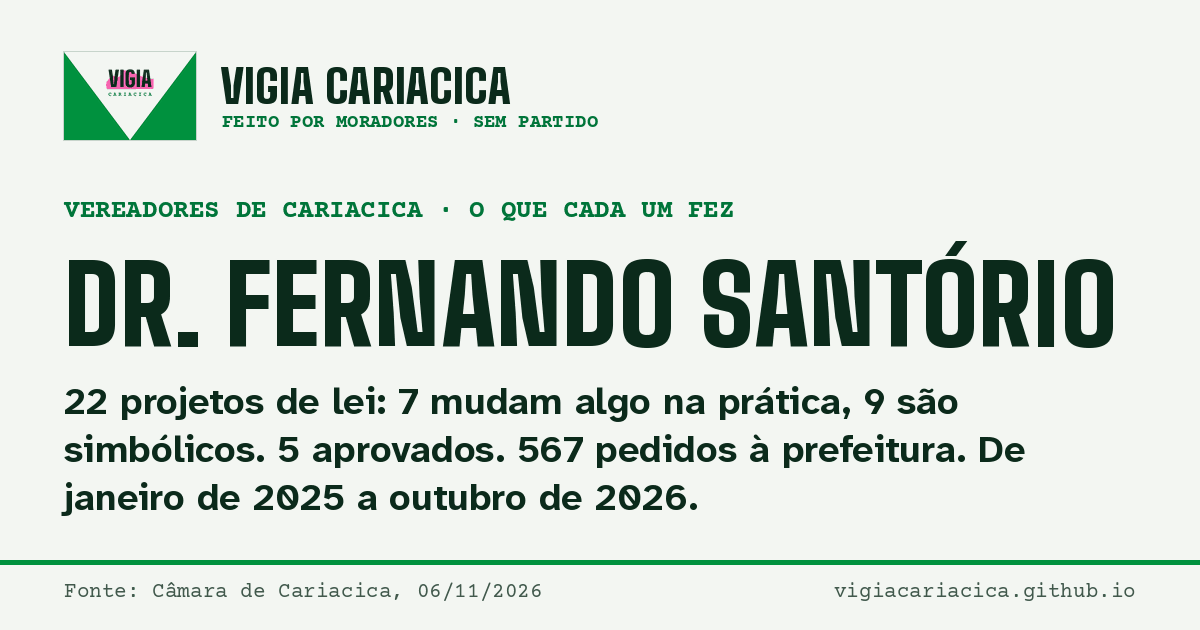 VIGIA
CARIACICA
VIGIA CARIACICA
FEITO POR MORADORES · SEM PARTIDO
VEREADORES DE CARIACICA · O QUE CADA UM FEZ
DR. FERNANDO SANTÓRIO
22 projetos de lei: 7 mudam algo na prática, 9 são
simbólicos. 5 aprovados. 567 pedidos à prefeitura. De
janeiro de 2025 a outubro de 2026.
Fonte: Câmara de Cariacica, 06/11/2026
vigiacariacica.github.io